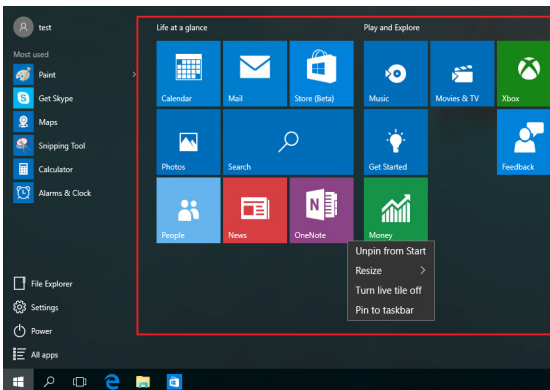 test
Most used
Paint
Get Skype
Maps
Snipping Tool
Calculator
Alarms & Clock
File Explorer
Settings
Power
All apps
Life at a glance
Calendar
Mail
Store (Beta)
Photos
Search
People
News
OneNote
Play and Explore
Music
Movies & TV
Xbox
Get Started
Feedback
Money
Unpin from Start
Resize
Turn live tile off
Pin to taskbar